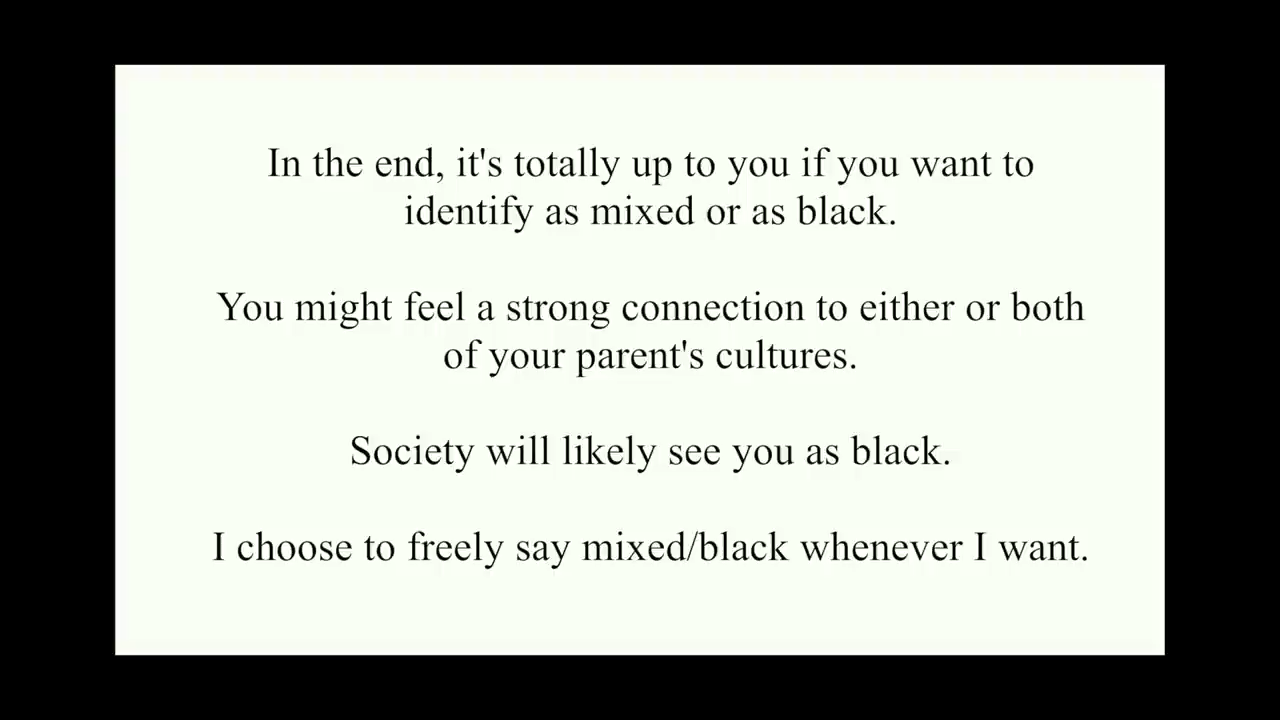 In the end, it's totally up to you if you want to
identify as mixed or as black.
You might feel a strong connection to either or both
of your parent's cultures.
Society will likely see you as black.
I choose to freely say mixed/black whenever I want.